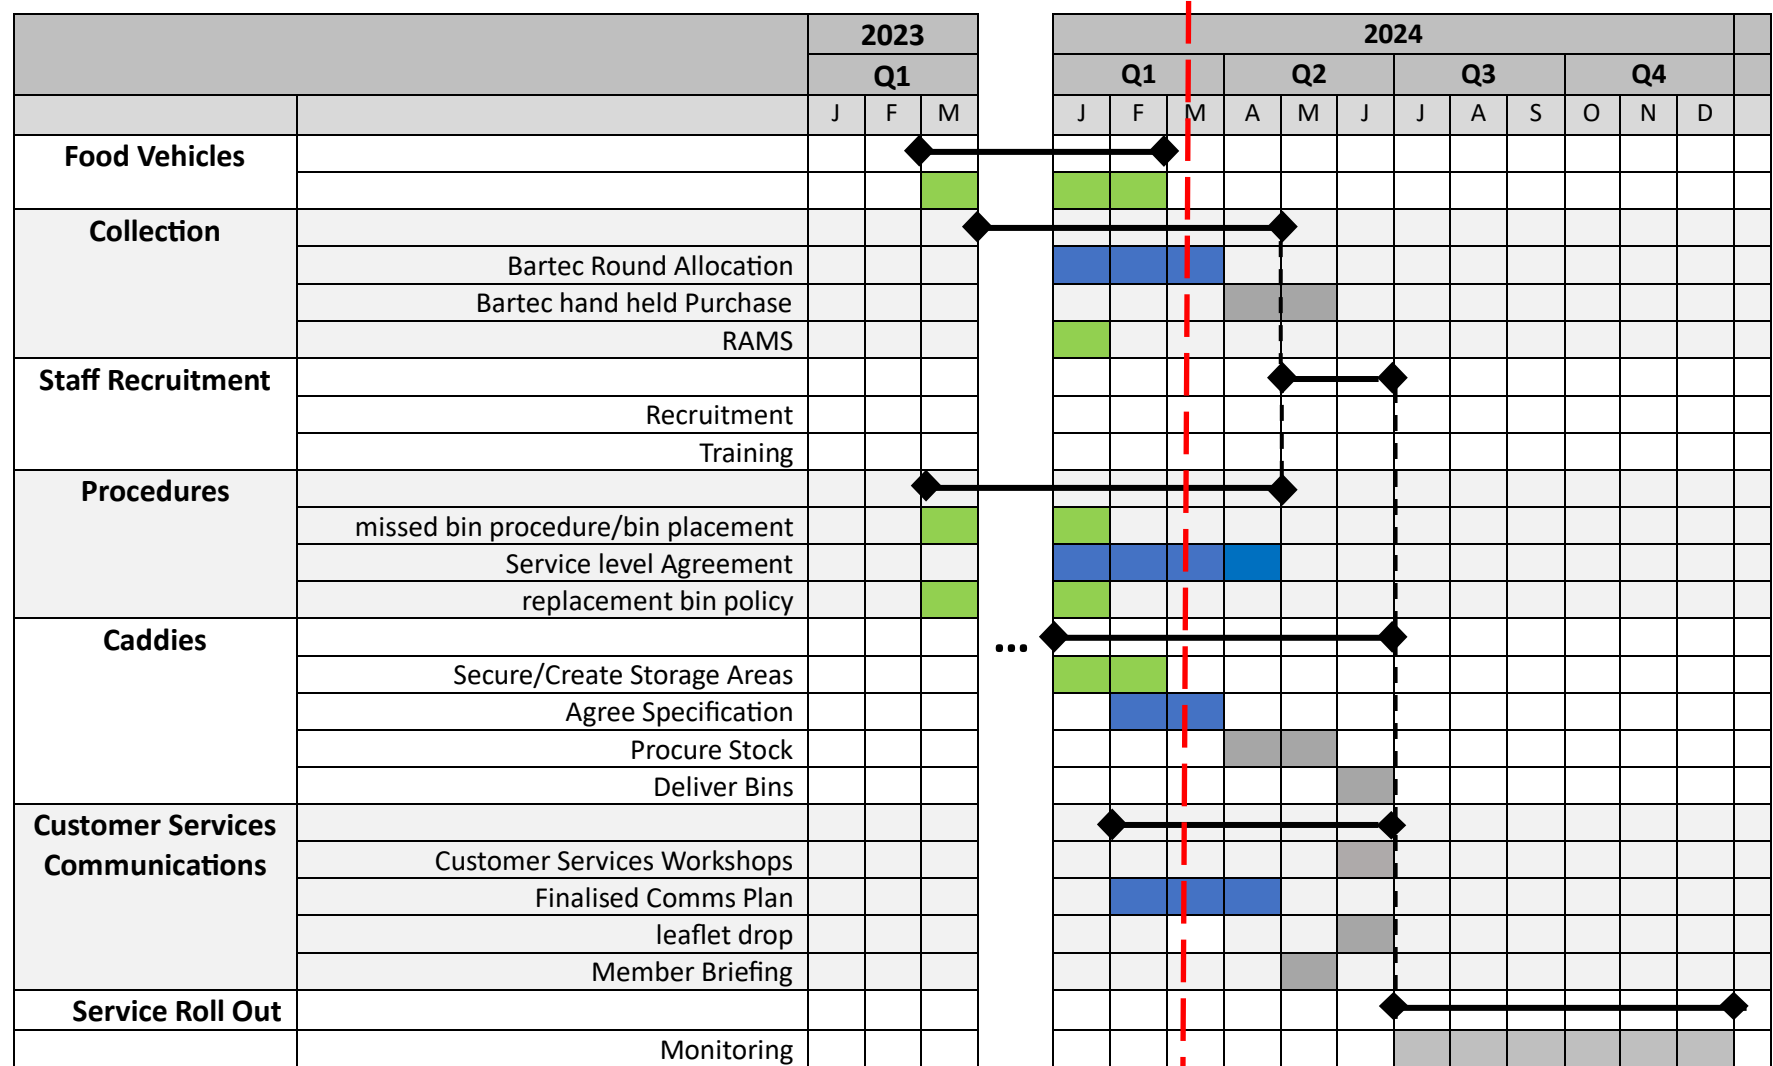 2023
2024
Q1
Q1
Q2
Q3
Q4
J F M
J F M A M J J A S O N D
Food Vehicles
Collection
Bartec Round Allocation
Bartec hand held Purchase
RAMS
Staff Recruitment
Recruitment
Training
Procedures
missed bin procedure/bin placement
Service level Agreement
replacement bin policy
Caddies
...
Secure/Create Storage Areas
Agree Specification
Procure Stock
Deliver Bins
Customer Services
Communications
Customer Services Workshops
Finalised Comms Plan
leaflet drop
Member Briefing
Service Roll Out
Monitoring